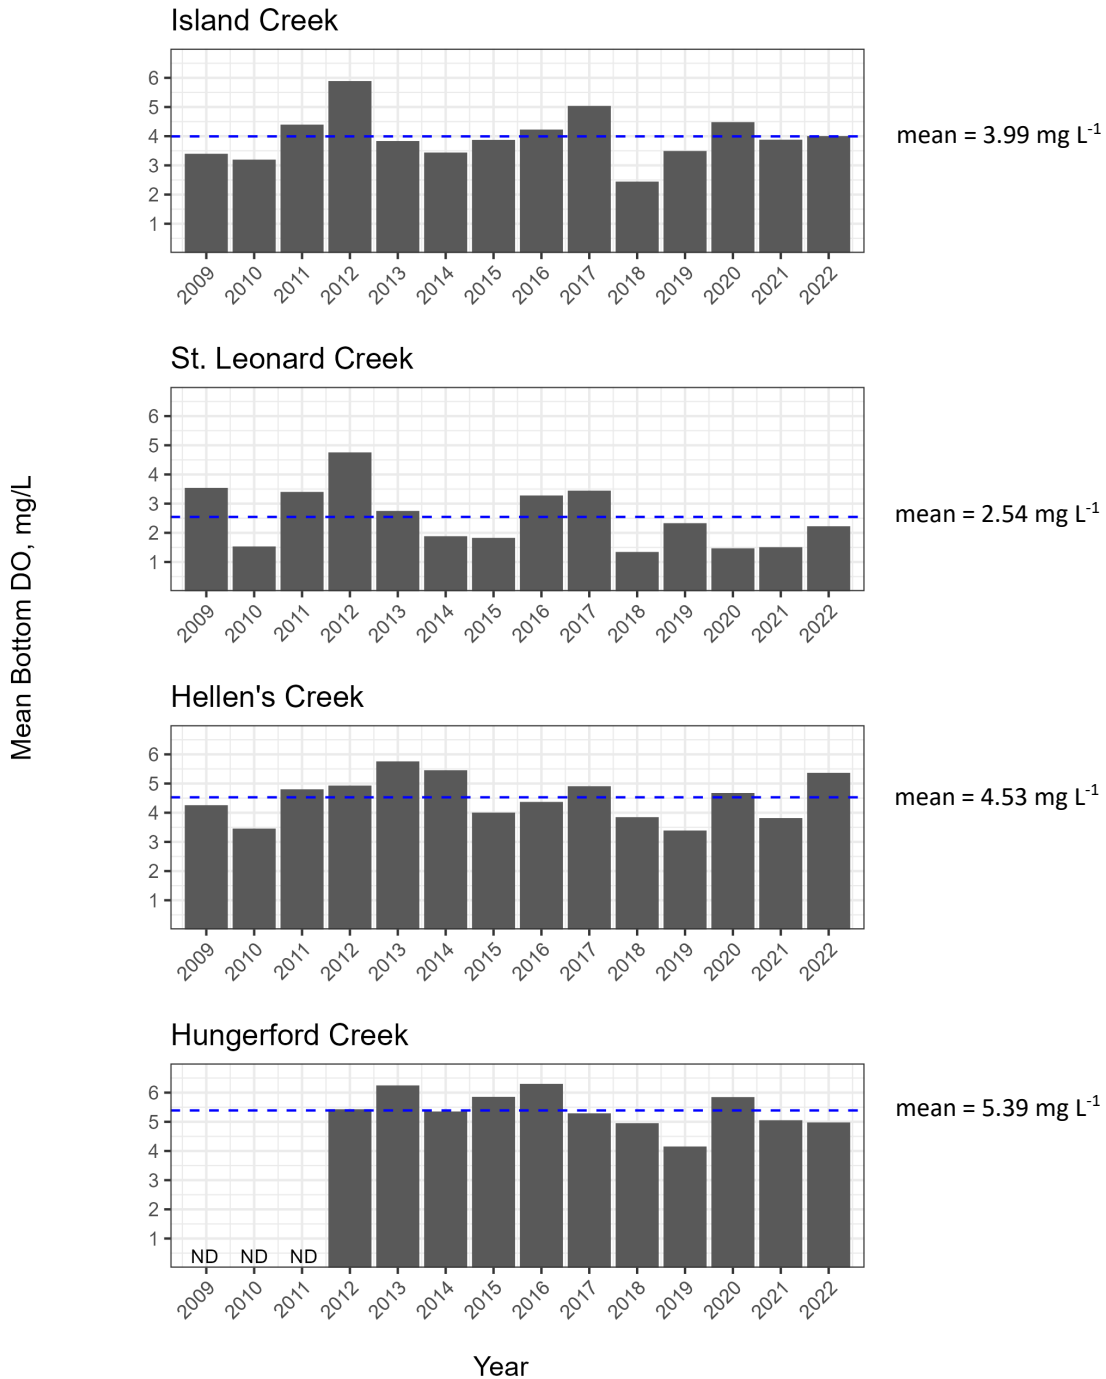 Island Creek
6
5
4
3
2
1
mean = 3.99 mg L-1
2009 2010 2011 2012 2013 2014 2015 2016 2017 2018 2019 2020 2021 2022
St. Leonard Creek
6
5
4
3
2
1
mean = 2.54 mg L-1
2009 2010 2011 2012 2013 2014 2015 2016 2017 2018 2019 2020 2021 2022
Mean Bottom DO, mg/L
Hellen's Creek
6
5
4
3
2
1
mean = 4.53 mg L-1
2009 2010 2011 2012 2013 2014 2015 2016 2017 2018 2019 2020 2021 2022
Hungerford Creek
6
5
4
3
2
1
mean = 5.39 mg L-1
ND ND ND
2009 2010 2011 2012 2013 2014 2015 2016 2017 2018 2019 2020 2021 2022
Year